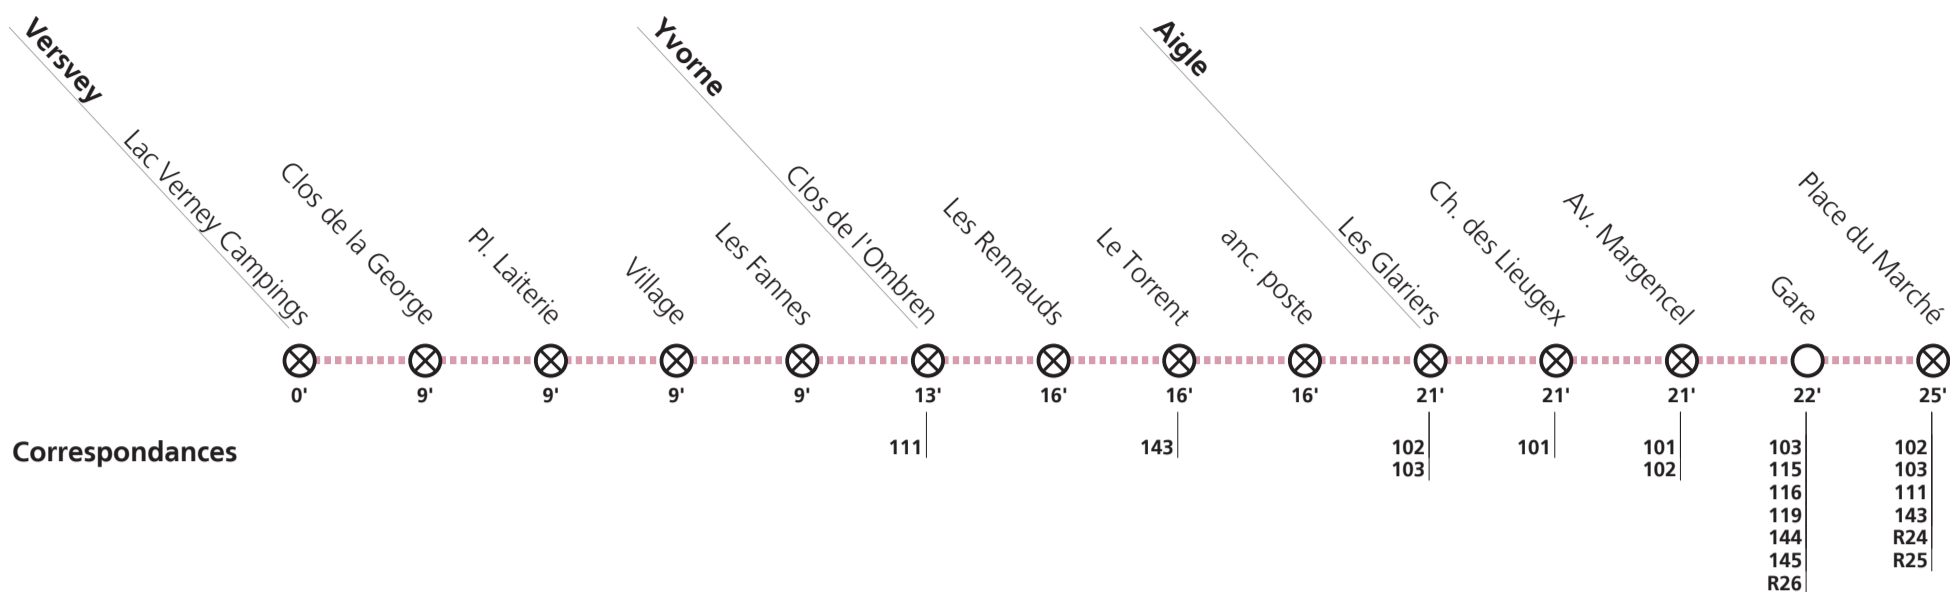 Versvey
Lac Verney Campings
Clos de la George
Pl. Laiterie
Village
Les Fannes
Yvorne
Clos de l'Ombren
Les Rennauds
Le Torrent
anc. poste
Aigle
Les Glariers
Ch. des Lieugex
Av. Margencel
Gare
Place du Marché
0' 9' 9' 9' 9' 13' 16' 16' 16' 21' 21' 21' 22' 25'
Correspondances
111
143
102
103
101
101
102
103
115
116
119
144
145
R26
102
103
111
143
R24
R25